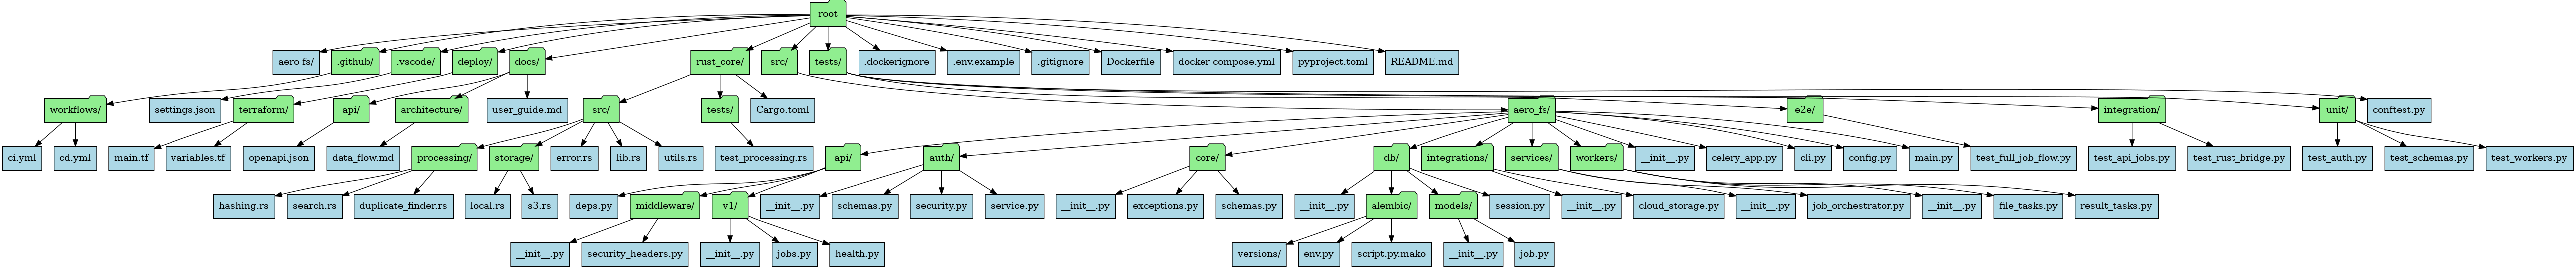 root
aero-fs/
.github/
.vscode/
deploy/
docs/
rust_core/
src/
tests/
.dockerignore
.env.example
.gitignore
Dockerfile
docker-compose.yml
pyproject.toml
README.md
workflows/
settings.json
terraform/
api/
architecture/
user_guide.md
src/
tests/
Cargo.toml
aero_fs/
e2e/
integration/
unit/
conftest.py
ci.yml
cd.yml
main.tf
variables.tf
openapi.json
data_flow.md
processing/
storage/
error.rs
lib.rs
utils.rs
test_processing.rs
api/
auth/
core/
db/
integrations/
services/
workers/
__init__.py
celery_app.py
cli.py
config.py
main.py
test_full_job_flow.py
test_api_jobs.py
test_rust_bridge.py
test_auth.py
test_schemas.py
test_workers.py
hashing.rs
search.rs
duplicate_finder.rs
local.rs
s3.rs
deps.py
middleware/
v1/
__init__.py
schemas.py
security.py
service.py
__init__.py
exceptions.py
schemas.py
__init__.py
alembic/
models/
session.py
__init__.py
cloud_storage.py
__init__.py
job_orchestrator.py
__init__.py
file_tasks.py
result_tasks.py
__init__.py
security_headers.py
__init__.py
jobs.py
health.py
versions/
env.py
script.py.mako
__init__.py
job.py